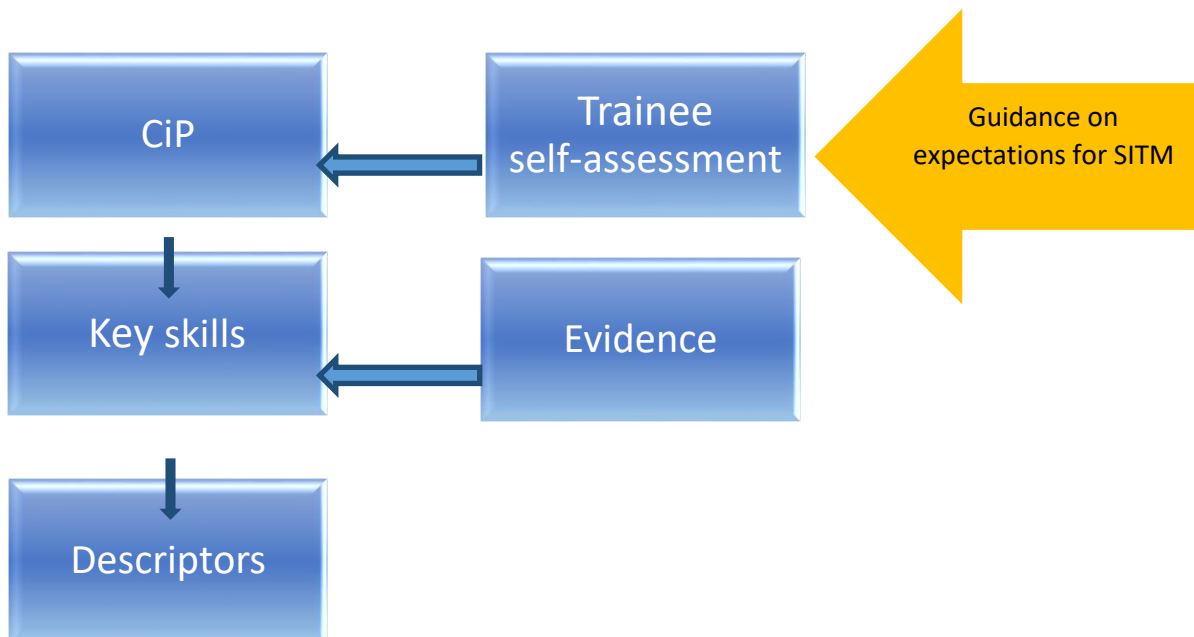 CiP
Trainee
self-assessment
Guidance on
expectations for SITM
Key skills
Evidence
Descriptors